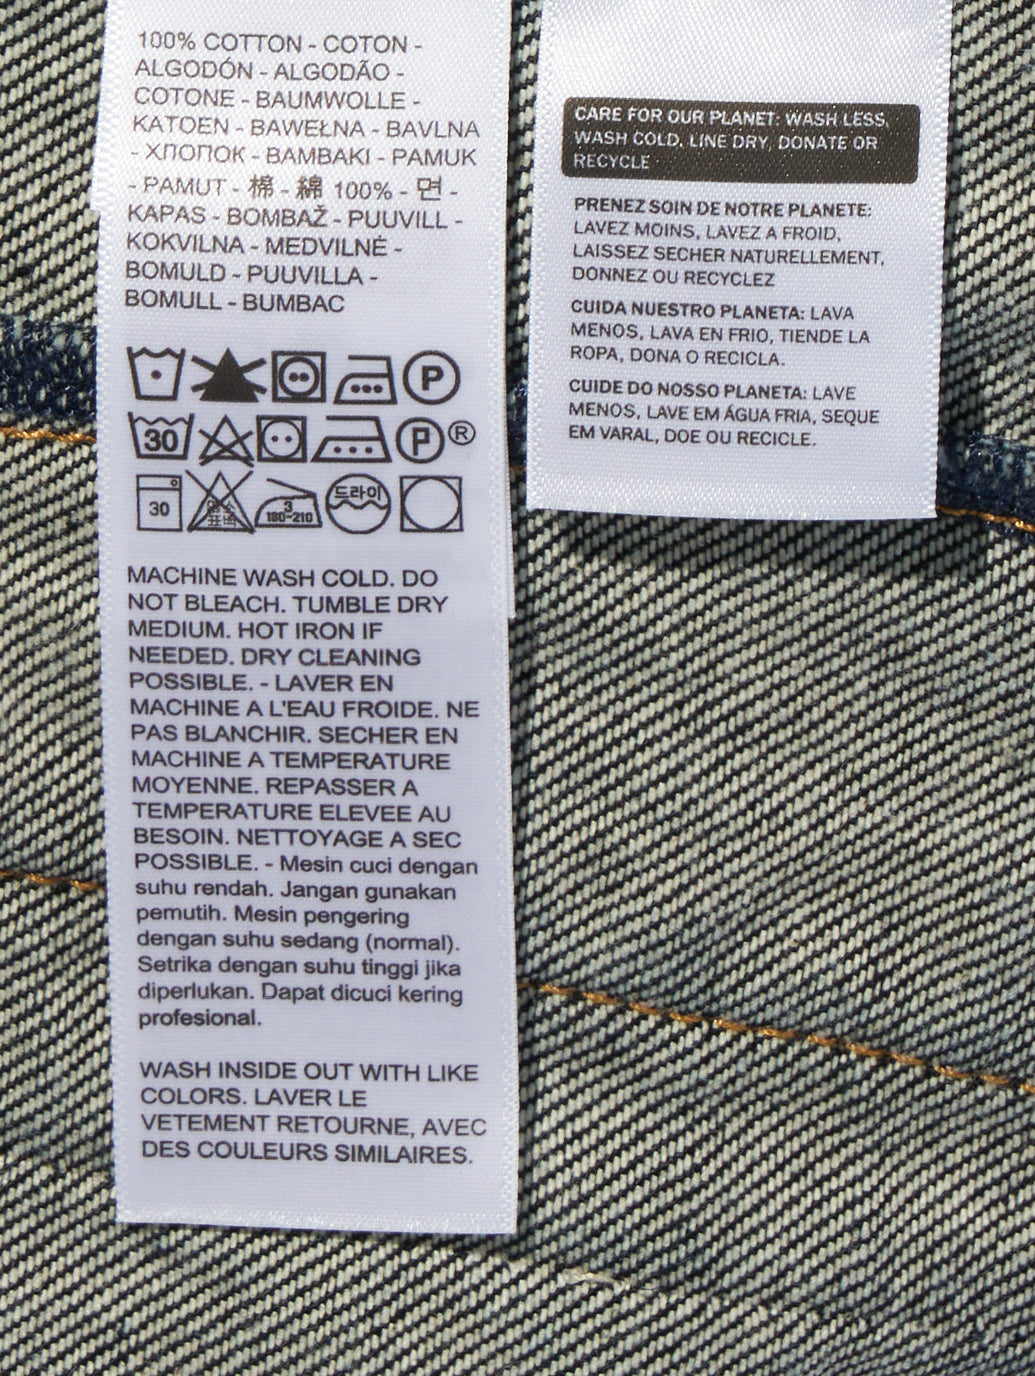 100% COTTON - COTON -
ALGODÓN - ALGODÃO -
COTONE - BAUMWOLLE -
KATOEN - BAWEŁNA - BAVLNA
- ХЛОПОК - BAMBAKI - PAMUK
- PAMUT - 棉 - 綿 100% - 면 -
KAPAS - BOMBAŽ - PUUVILL -
KOKVILNA - MEDVILNĖ -
BOMULD - PUUVILLA -
BOMULL - BUMBAC
P
30
P ®
30
3
180~210
드라이
MACHINE WASH COLD. DO
NOT BLEACH. TUMBLE DRY
MEDIUM. HOT IRON IF
NEEDED. DRY CLEANING
POSSIBLE. - LAVER EN
MACHINE A L'EAU FROIDE. NE
PAS BLANCHIR. SECHER EN
MACHINE A TEMPERATURE
MOYENNE. REPASSER A
TEMPERATURE ELEVEE AU
BESOIN. NETTOYAGE A SEC
POSSIBLE. - Mesin cuci dengan
suhu rendah. Jangan gunakan
pemutih. Mesin pengering
dengan suhu sedang (normal).
Setrika dengan suhu tinggi jika
diperlukan. Dapat dicuci kering
profesional.
WASH INSIDE OUT WITH LIKE
COLORS. LAVER LE
VETEMENT RETOURNE, AVEC
DES COULEURS SIMILAIRES.
CARE FOR OUR PLANET: WASH LESS,
WASH COLD, LINE DRY, DONATE OR
RECYCLE
PRENEZ SOIN DE NOTRE PLANETE:
LAVEZ MOINS, LAVEZ A FROID,
LAISSEZ SECHER NATURELLEMENT,
DONNEZ OU RECYCLEZ
CUIDA NUESTRO PLANETA: LAVA
MENOS, LAVA EN FRIO, TIENDE LA
ROPA, DONA O RECICLA.
CUIDE DO NOSSO PLANETA: LAVE
MENOS, LAVE EM ÁGUA FRIA, SEQUE
EM VARAL, DOE OU RECICLE.